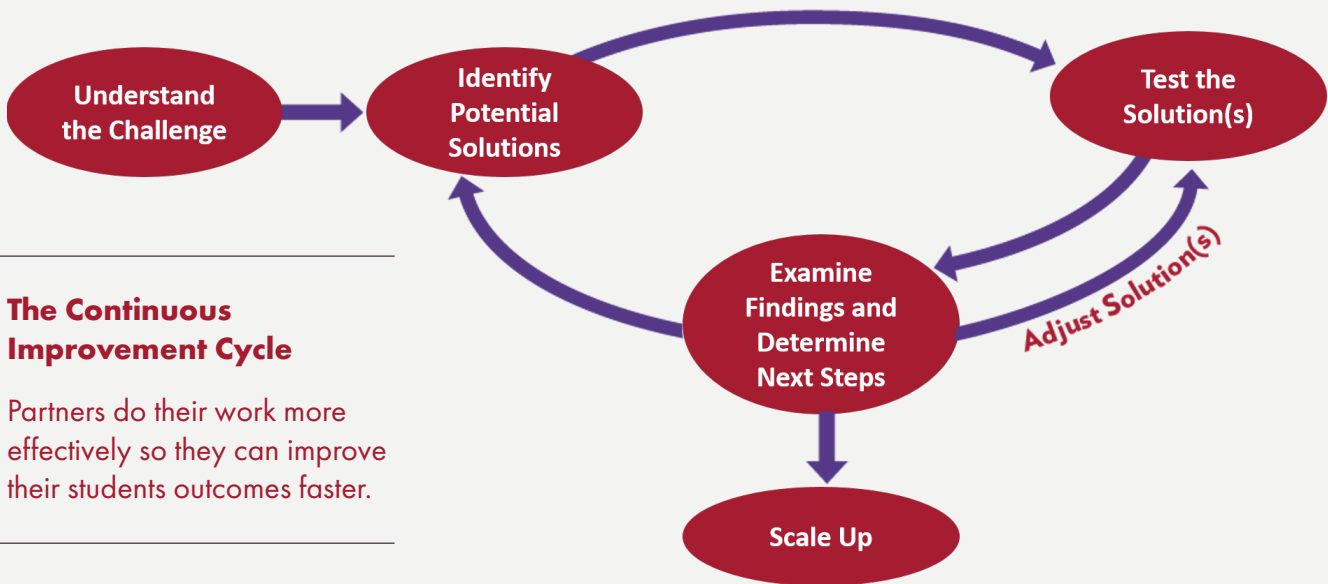 Understand
the Challenge
Identify
Potential
Solutions
Test the
Solution(s)
Examine
Findings and
Determine
Next Steps
Adjust Solution(s)
Scale Up
The Continuous
Improvement Cycle
Partners do their work more
effectively so they can improve
their students outcomes faster.